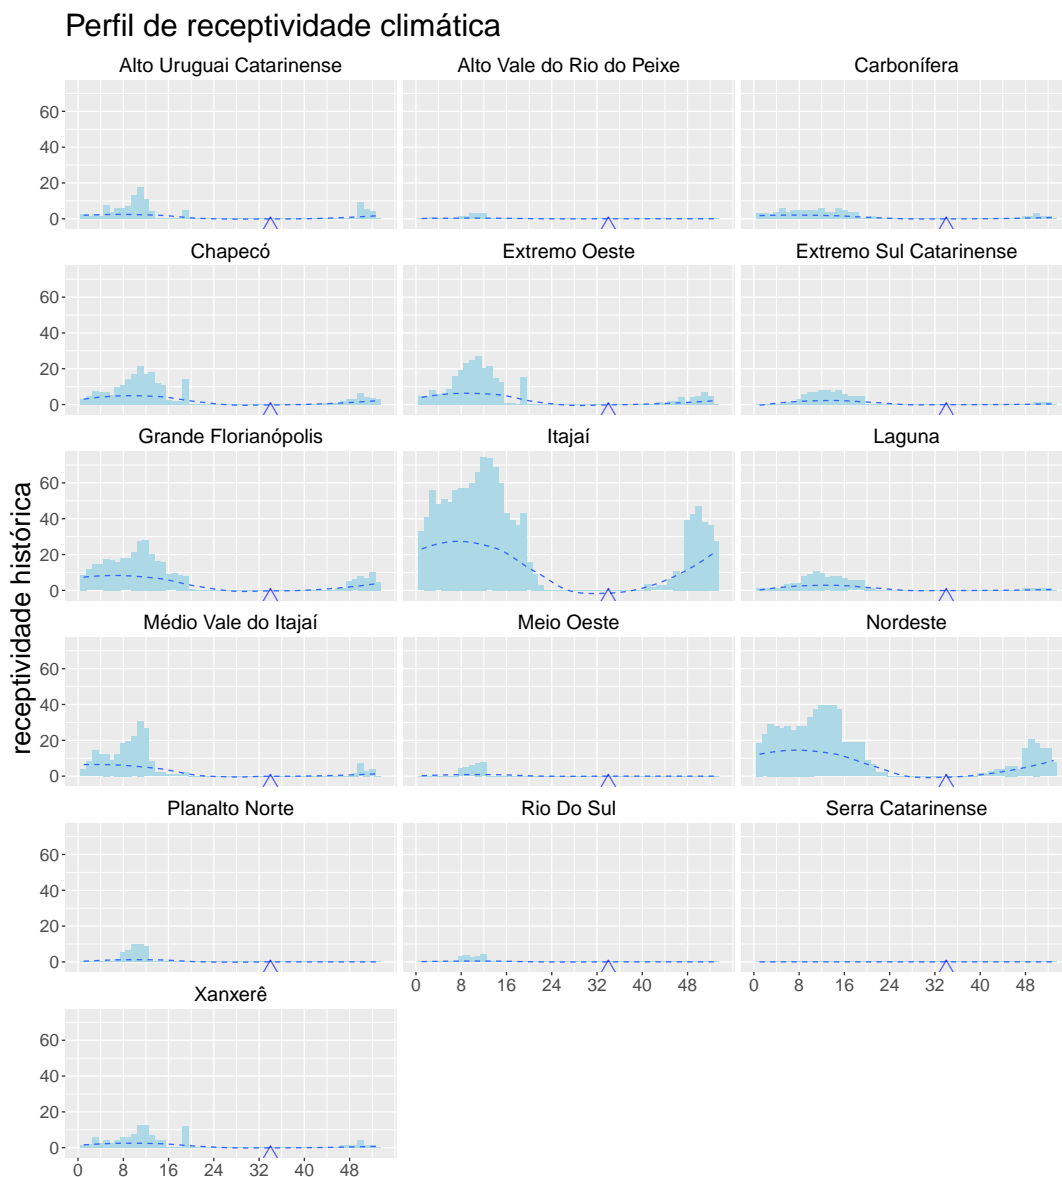 Perfil de receptividade climática
Alto Uruguai Catarinense Alto Vale do Rio do Peixe Carbonífera
60
40
20
0
Chapecó Extremo Oeste Extremo Sul Catarinense
60
40
20
0
Grande Florianópolis Itajaí Laguna
60
40
20
0
receptividade histórica
Médio Vale do Itajaí Meio Oeste Nordeste
60
40
20
0
Planalto Norte Rio Do Sul Serra Catarinense
60
40
20
0
0 8 16 24 32 40 48 0 8 16 24 32 40 48
Xanxerê
60
40
20
0
0 8 16 24 32 40 48